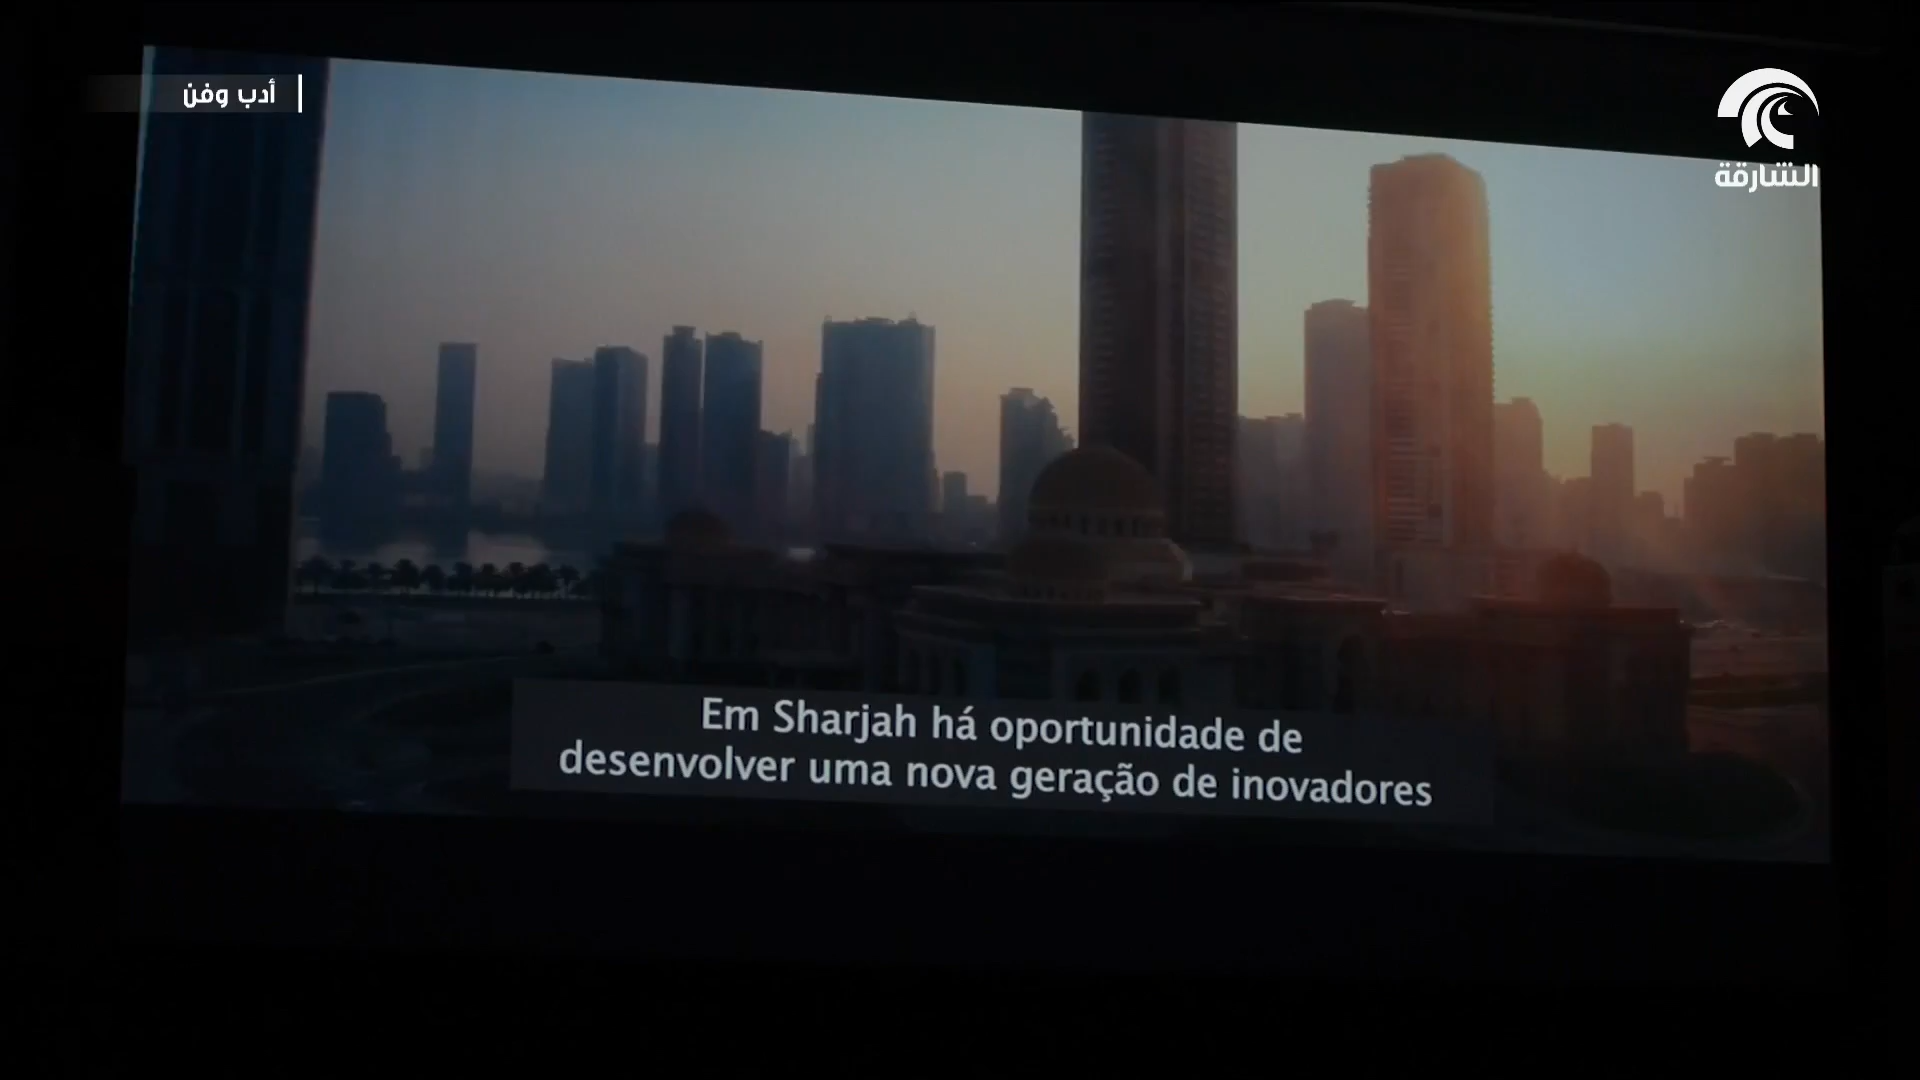 أدب وفن
الشارقة
Em Sharjah há oportunidade de
desenvolver uma nova geração de inovadores